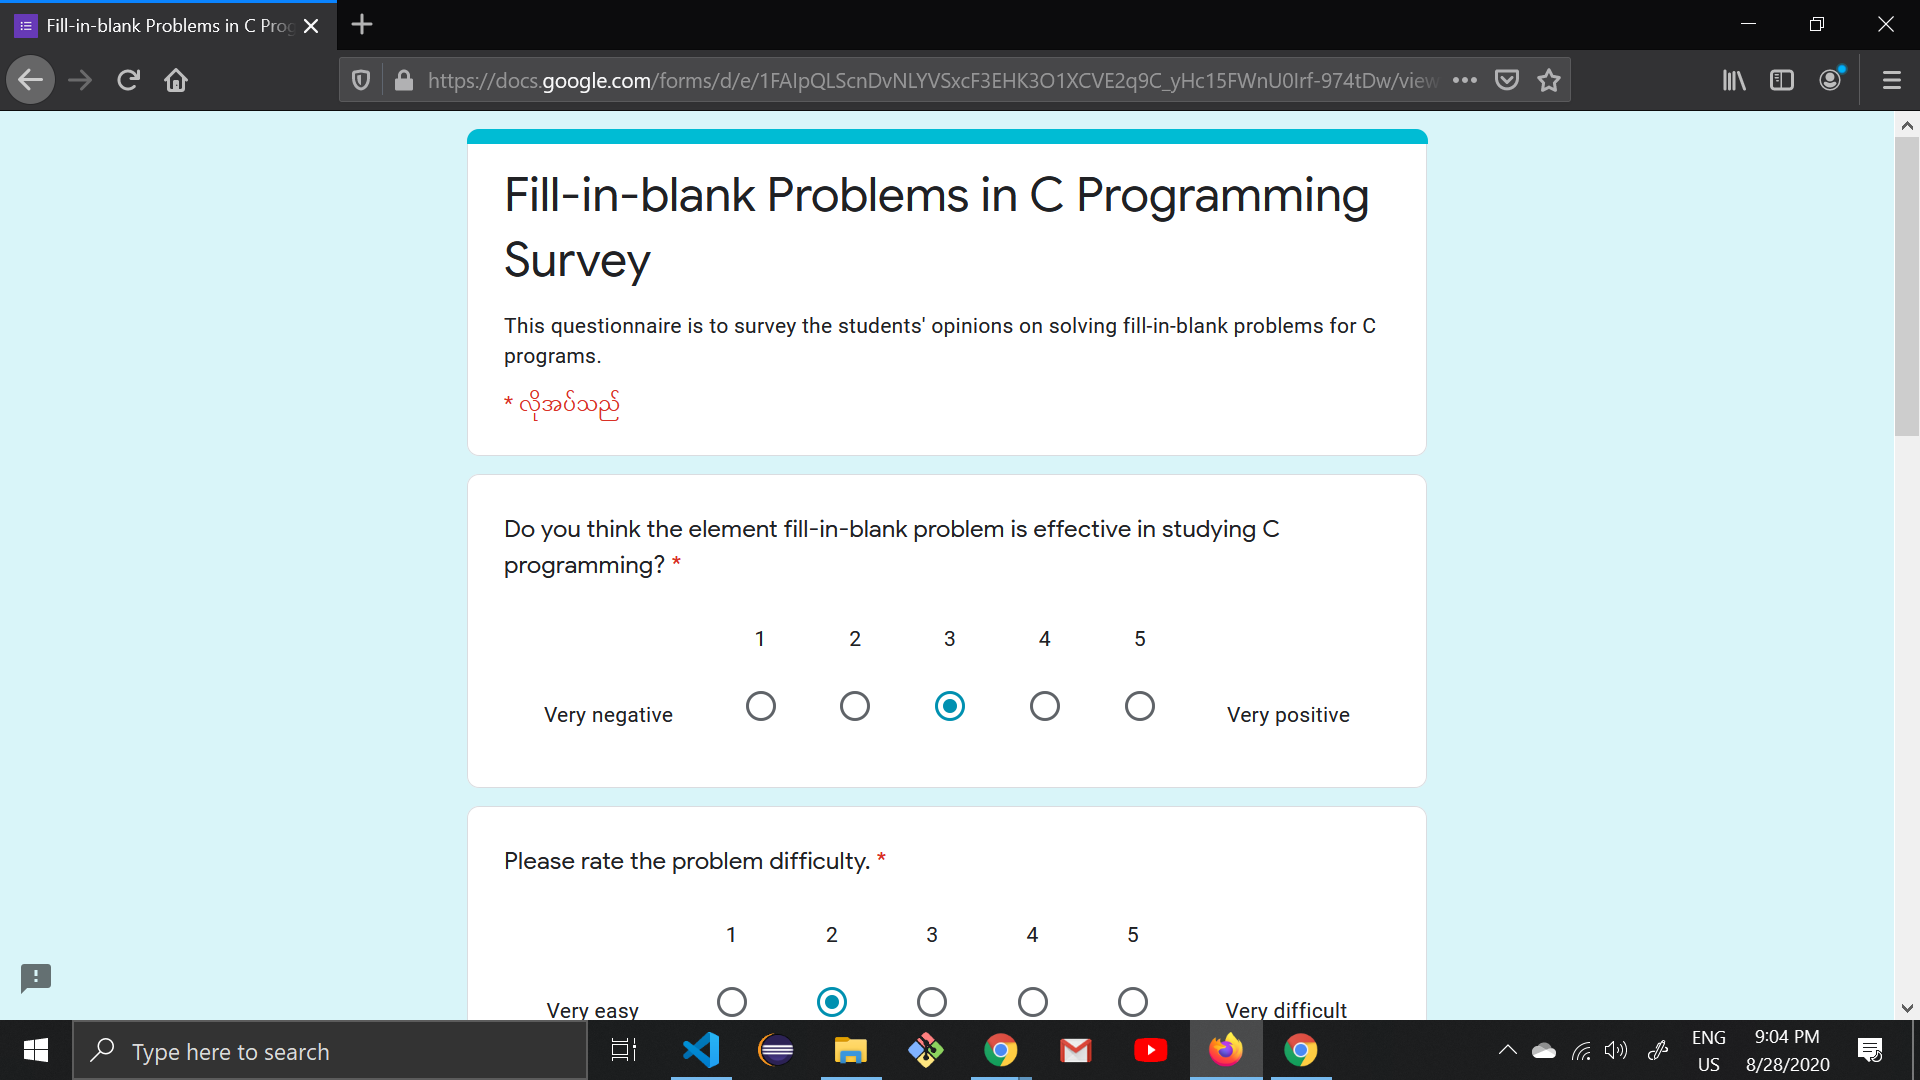 Fill-in-blank Problems in C Prog
https://docs.google.com/forms/d/e/1FAIpQLScnDvNLYVSxcF3EHK3O1XCVE2q9C_yHc15FWnU0Irf-974tDw/view
Fill-in-blank Problems in C Programming
Survey
This questionnaire is to survey the students' opinions on solving fill-in-blank problems for C
programs.
* လိုအပ်သည်
Do you think the element fill-in-blank problem is effective in studying C
programming? *
1 2 3 4 5
Very negative Very positive
Please rate the problem difficulty. *
1 2 3 4 5
Very easy Very difficult
Type here to search
ENG 9:04 PM
US 8/28/2020